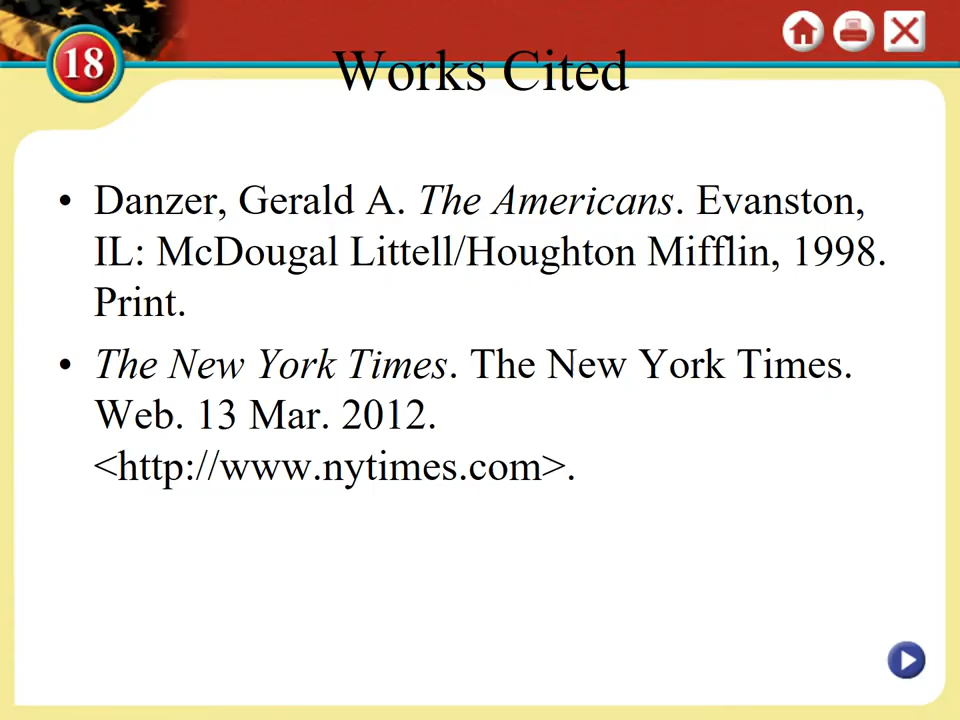 18
Works Cited
• Danzer, Gerald A. The Americans. Evanston,
IL: McDougal Littell/Houghton Mifflin, 1998.
Print.
• The New York Times. The New York Times.
Web. 13 Mar. 2012.
<http://www.nytimes.com>.